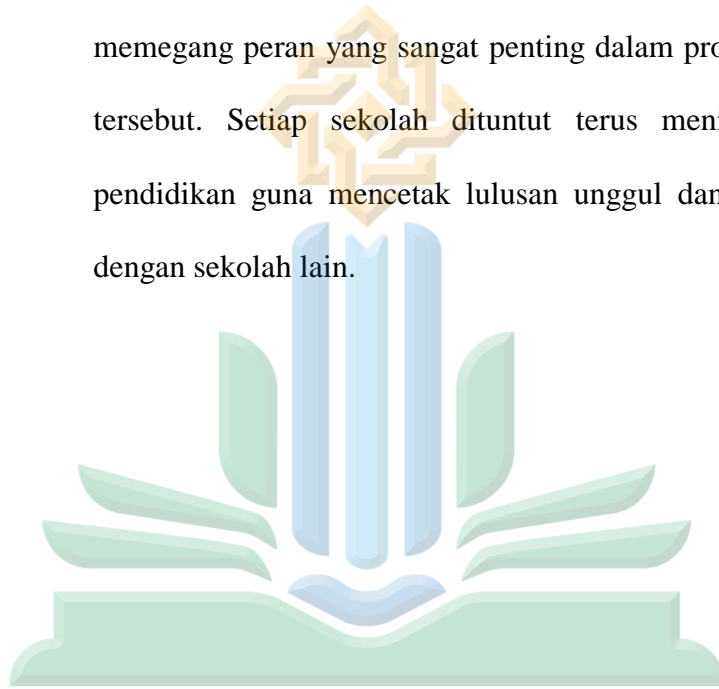 memegang peran yang sangat penting dalam
tersebut. Setiap sekolah dituntut terus
pendidikan guna mencetak lulusan unggul dan
dengan sekolah lain.